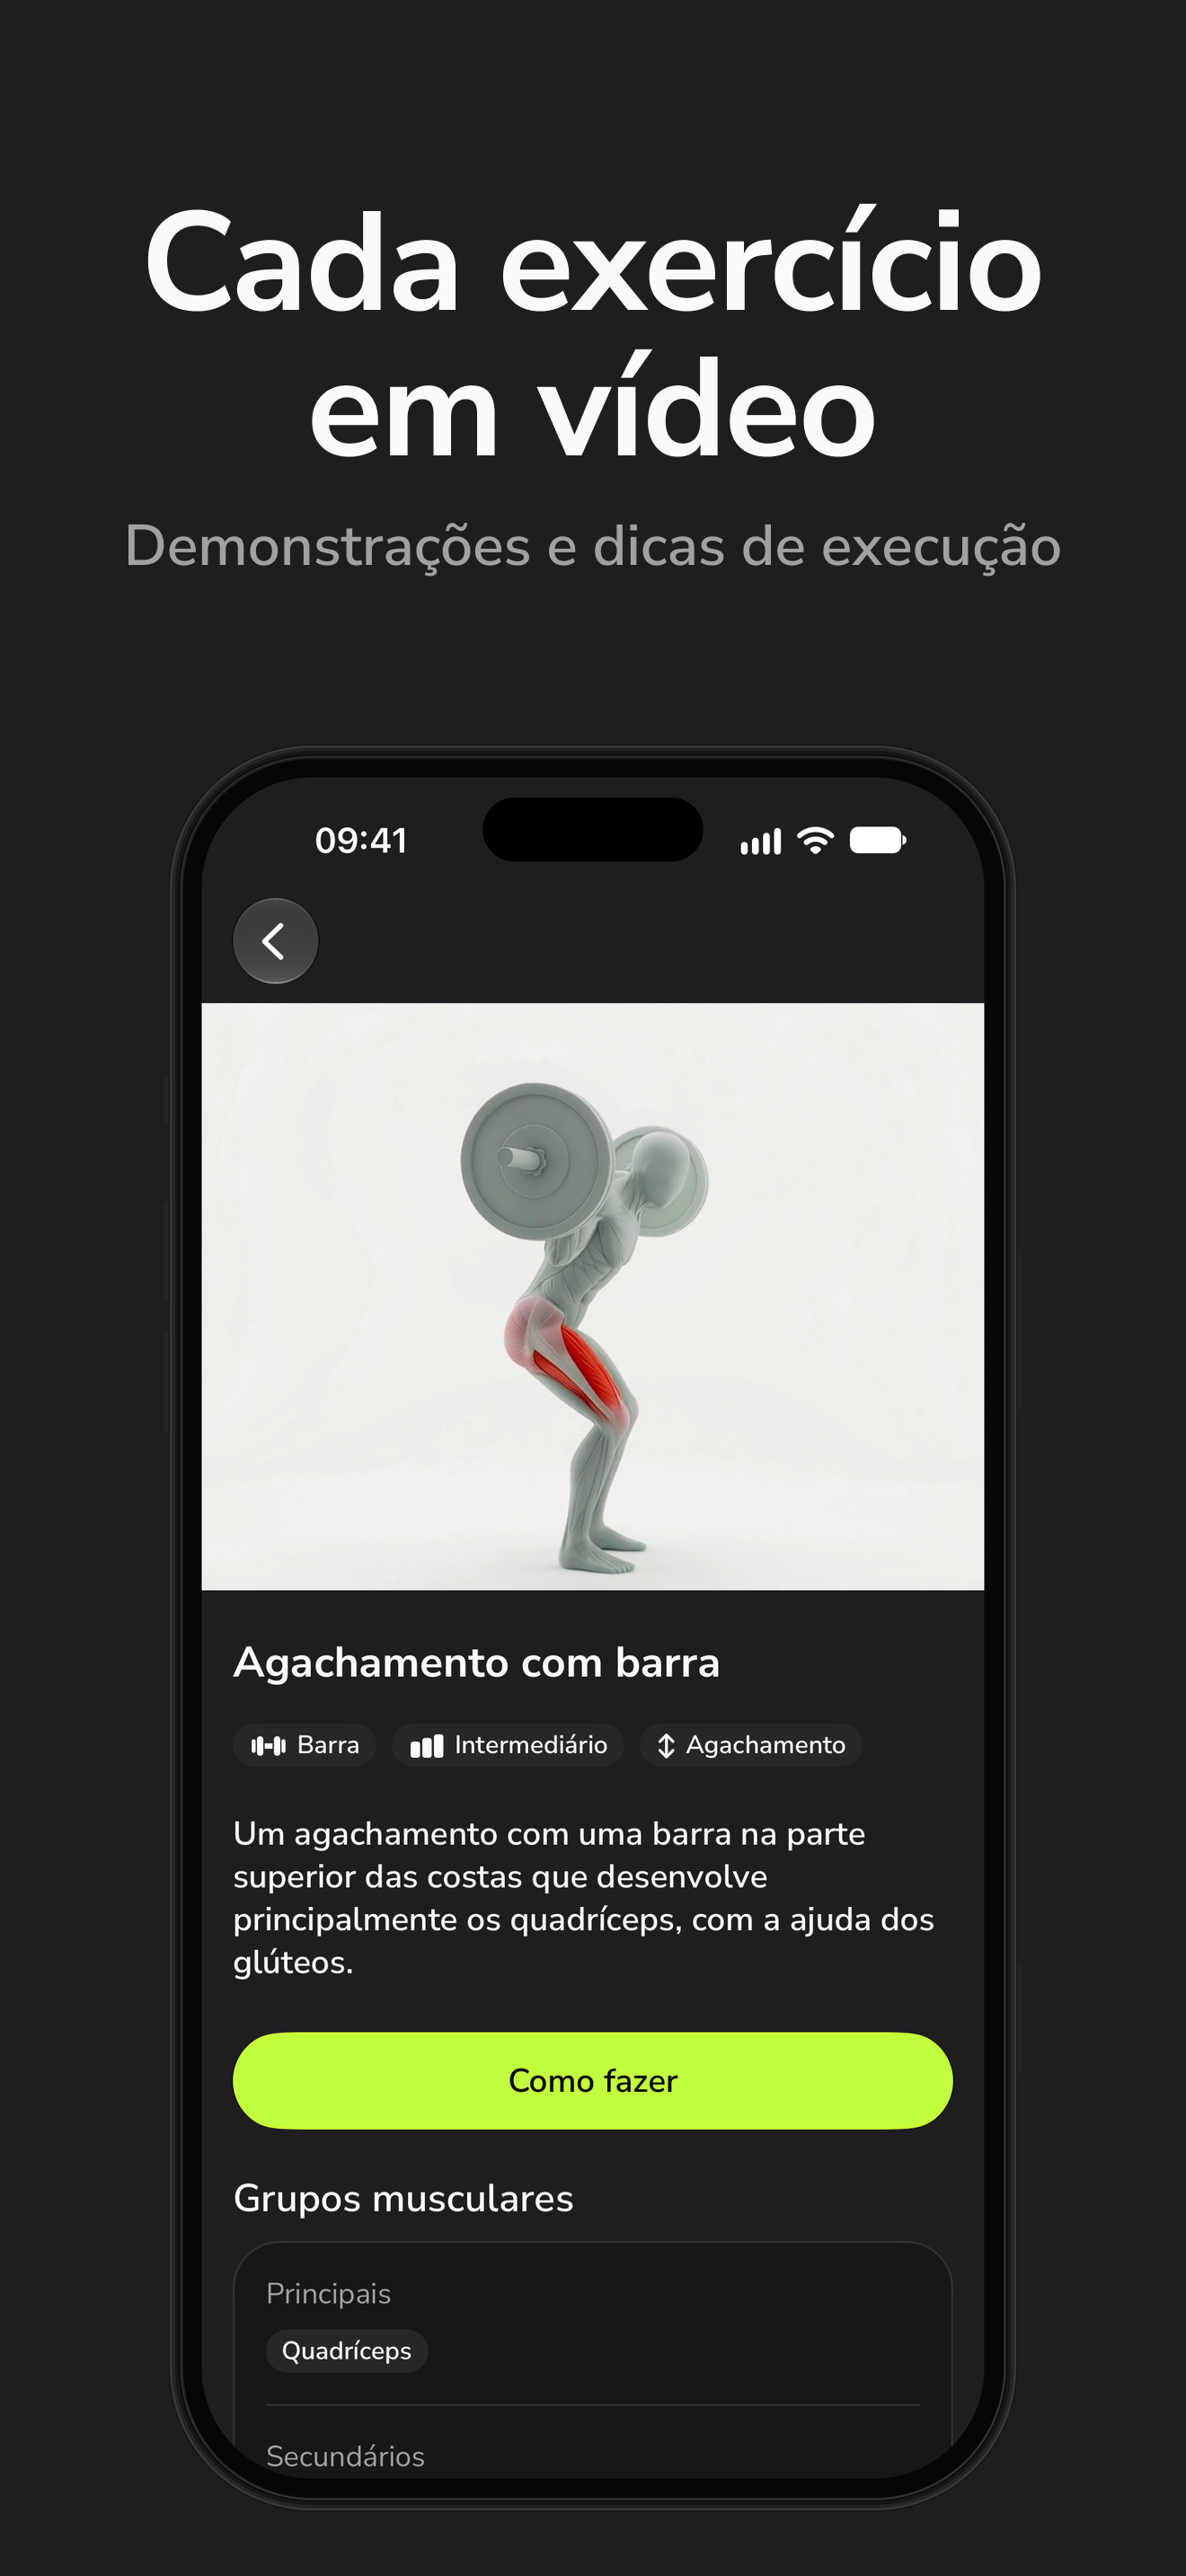 Cada exercício
em vídeo
Demonstrações e dicas de execução
09:41
Agachamento com barra
Barra
Intermediário
Agachamento
Um agachamento com uma barra na parte
superior das costas que desenvolve
principalmente os quadríceps, com a ajuda dos
glúteos.
Como fazer
Grupos musculares
Principais
Quadríceps
Secundários